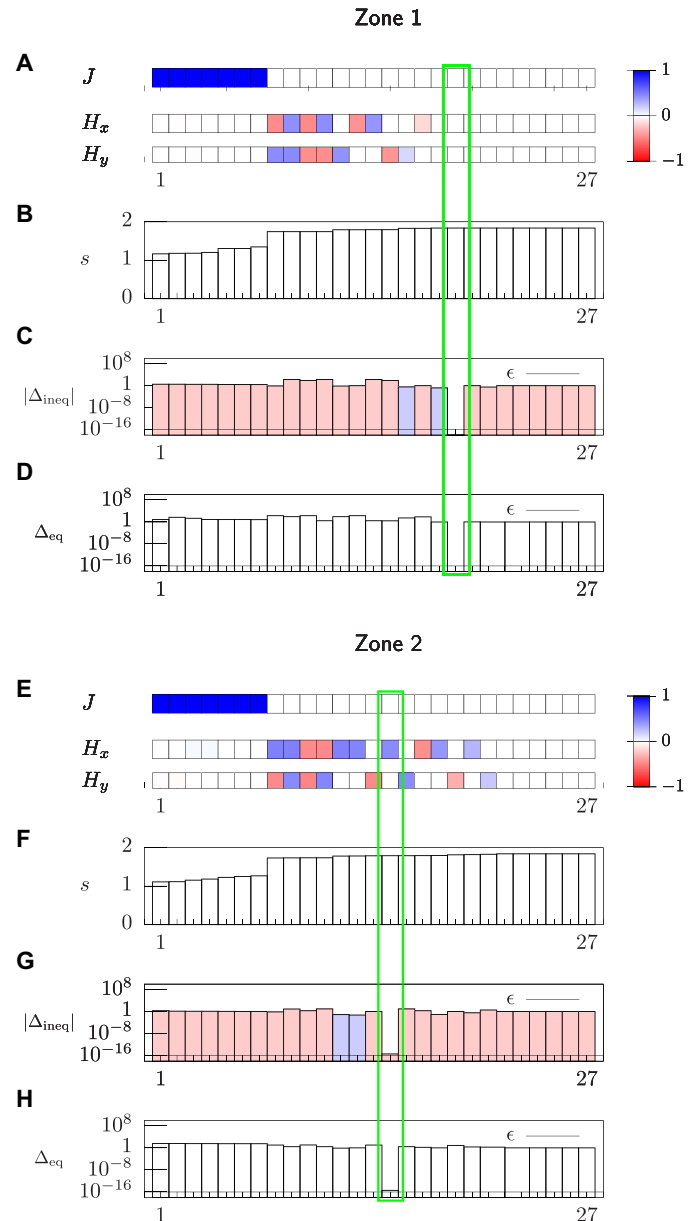 Zone 1
A
J
1
0
−1
H_x
H_y
1 27
B
2
s
1
0
1 27
C
10^8
ϵ
1
|Δ_ineq|
10^−8
10^−16
1 27
D
10^8
ϵ
1
Δ_eq
10^−8
10^−16
1 27
Zone 2
E
J
1
0
−1
H_x
H_y
1 27
F
2
s
1
0
1 27
G
10^8
ϵ
1
|Δ_ineq|
10^−8
10^−16
1 27
H
10^8
ϵ
1
Δ_eq
10^−8
10^−16
1 27